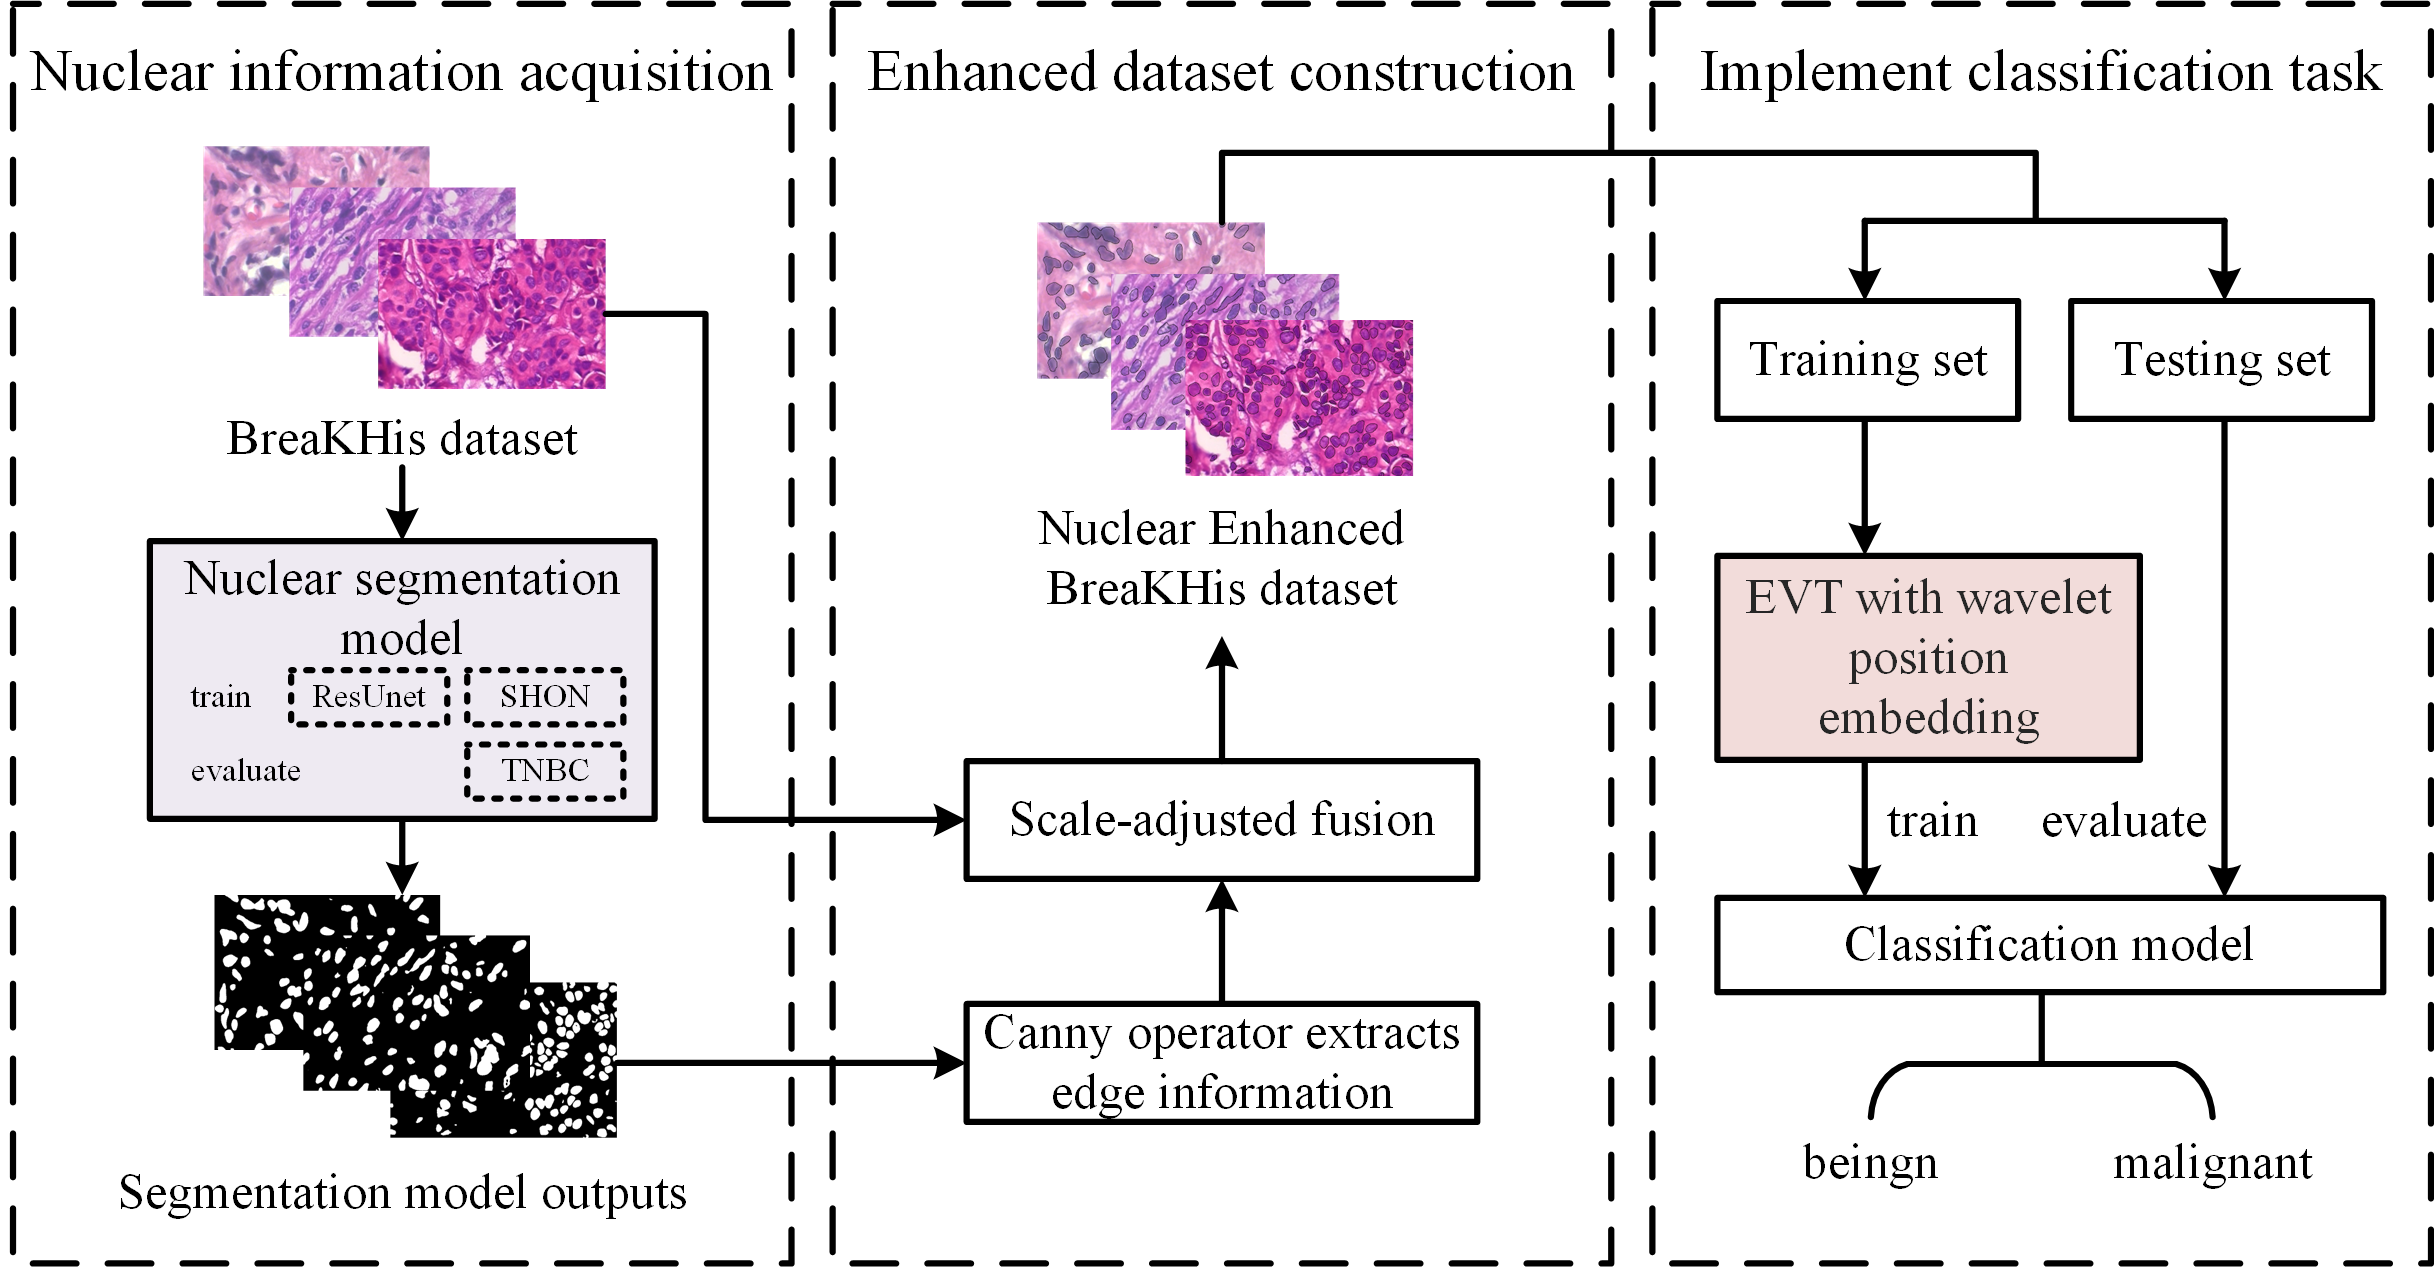 Nuclear information acquisition
BreaKHis dataset
Nuclear segmentation
model
train ResUnet SHON
evaluate TNBC
Segmentation model outputs
Enhanced dataset construction
Nuclear Enhanced
BreaKHis dataset
Scale-adjusted fusion
Canny operator extracts
edge information
Implement classification task
Training set
Testing set
EVT with wavelet
position
embedding
train
evaluate
Classification model
beingn
malignant